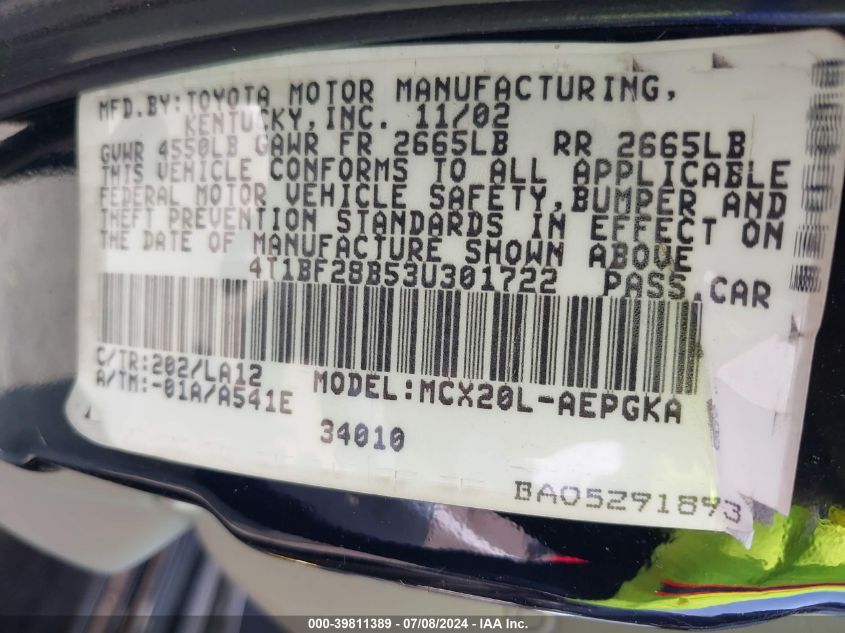 MFD.BY:TOYOTA MOTOR MANUFACTURING,
KENTUCKY,INC. 11/02
GVWR 4550LB GAWR FR 2665LB RR 2665LB
THIS VEHICLE CONFORMS TO ALL APPLICABLE
FEDERAL MOTOR VEHICLE SAFETY,BUMPER AND
THEFT PREVENTION STANDARDS IN EFFECT ON
THE DATE OF MANUFACTURE SHOWN ABOVE
4T1BF28B53U301722 PASS.CAR
C/TR:202/LA12
A/TM:-01A/A541E MODEL:MCX20L-AEPGKA
34010
BA05291893
000-39811389 | 07/08/2024 - IAA Inc.